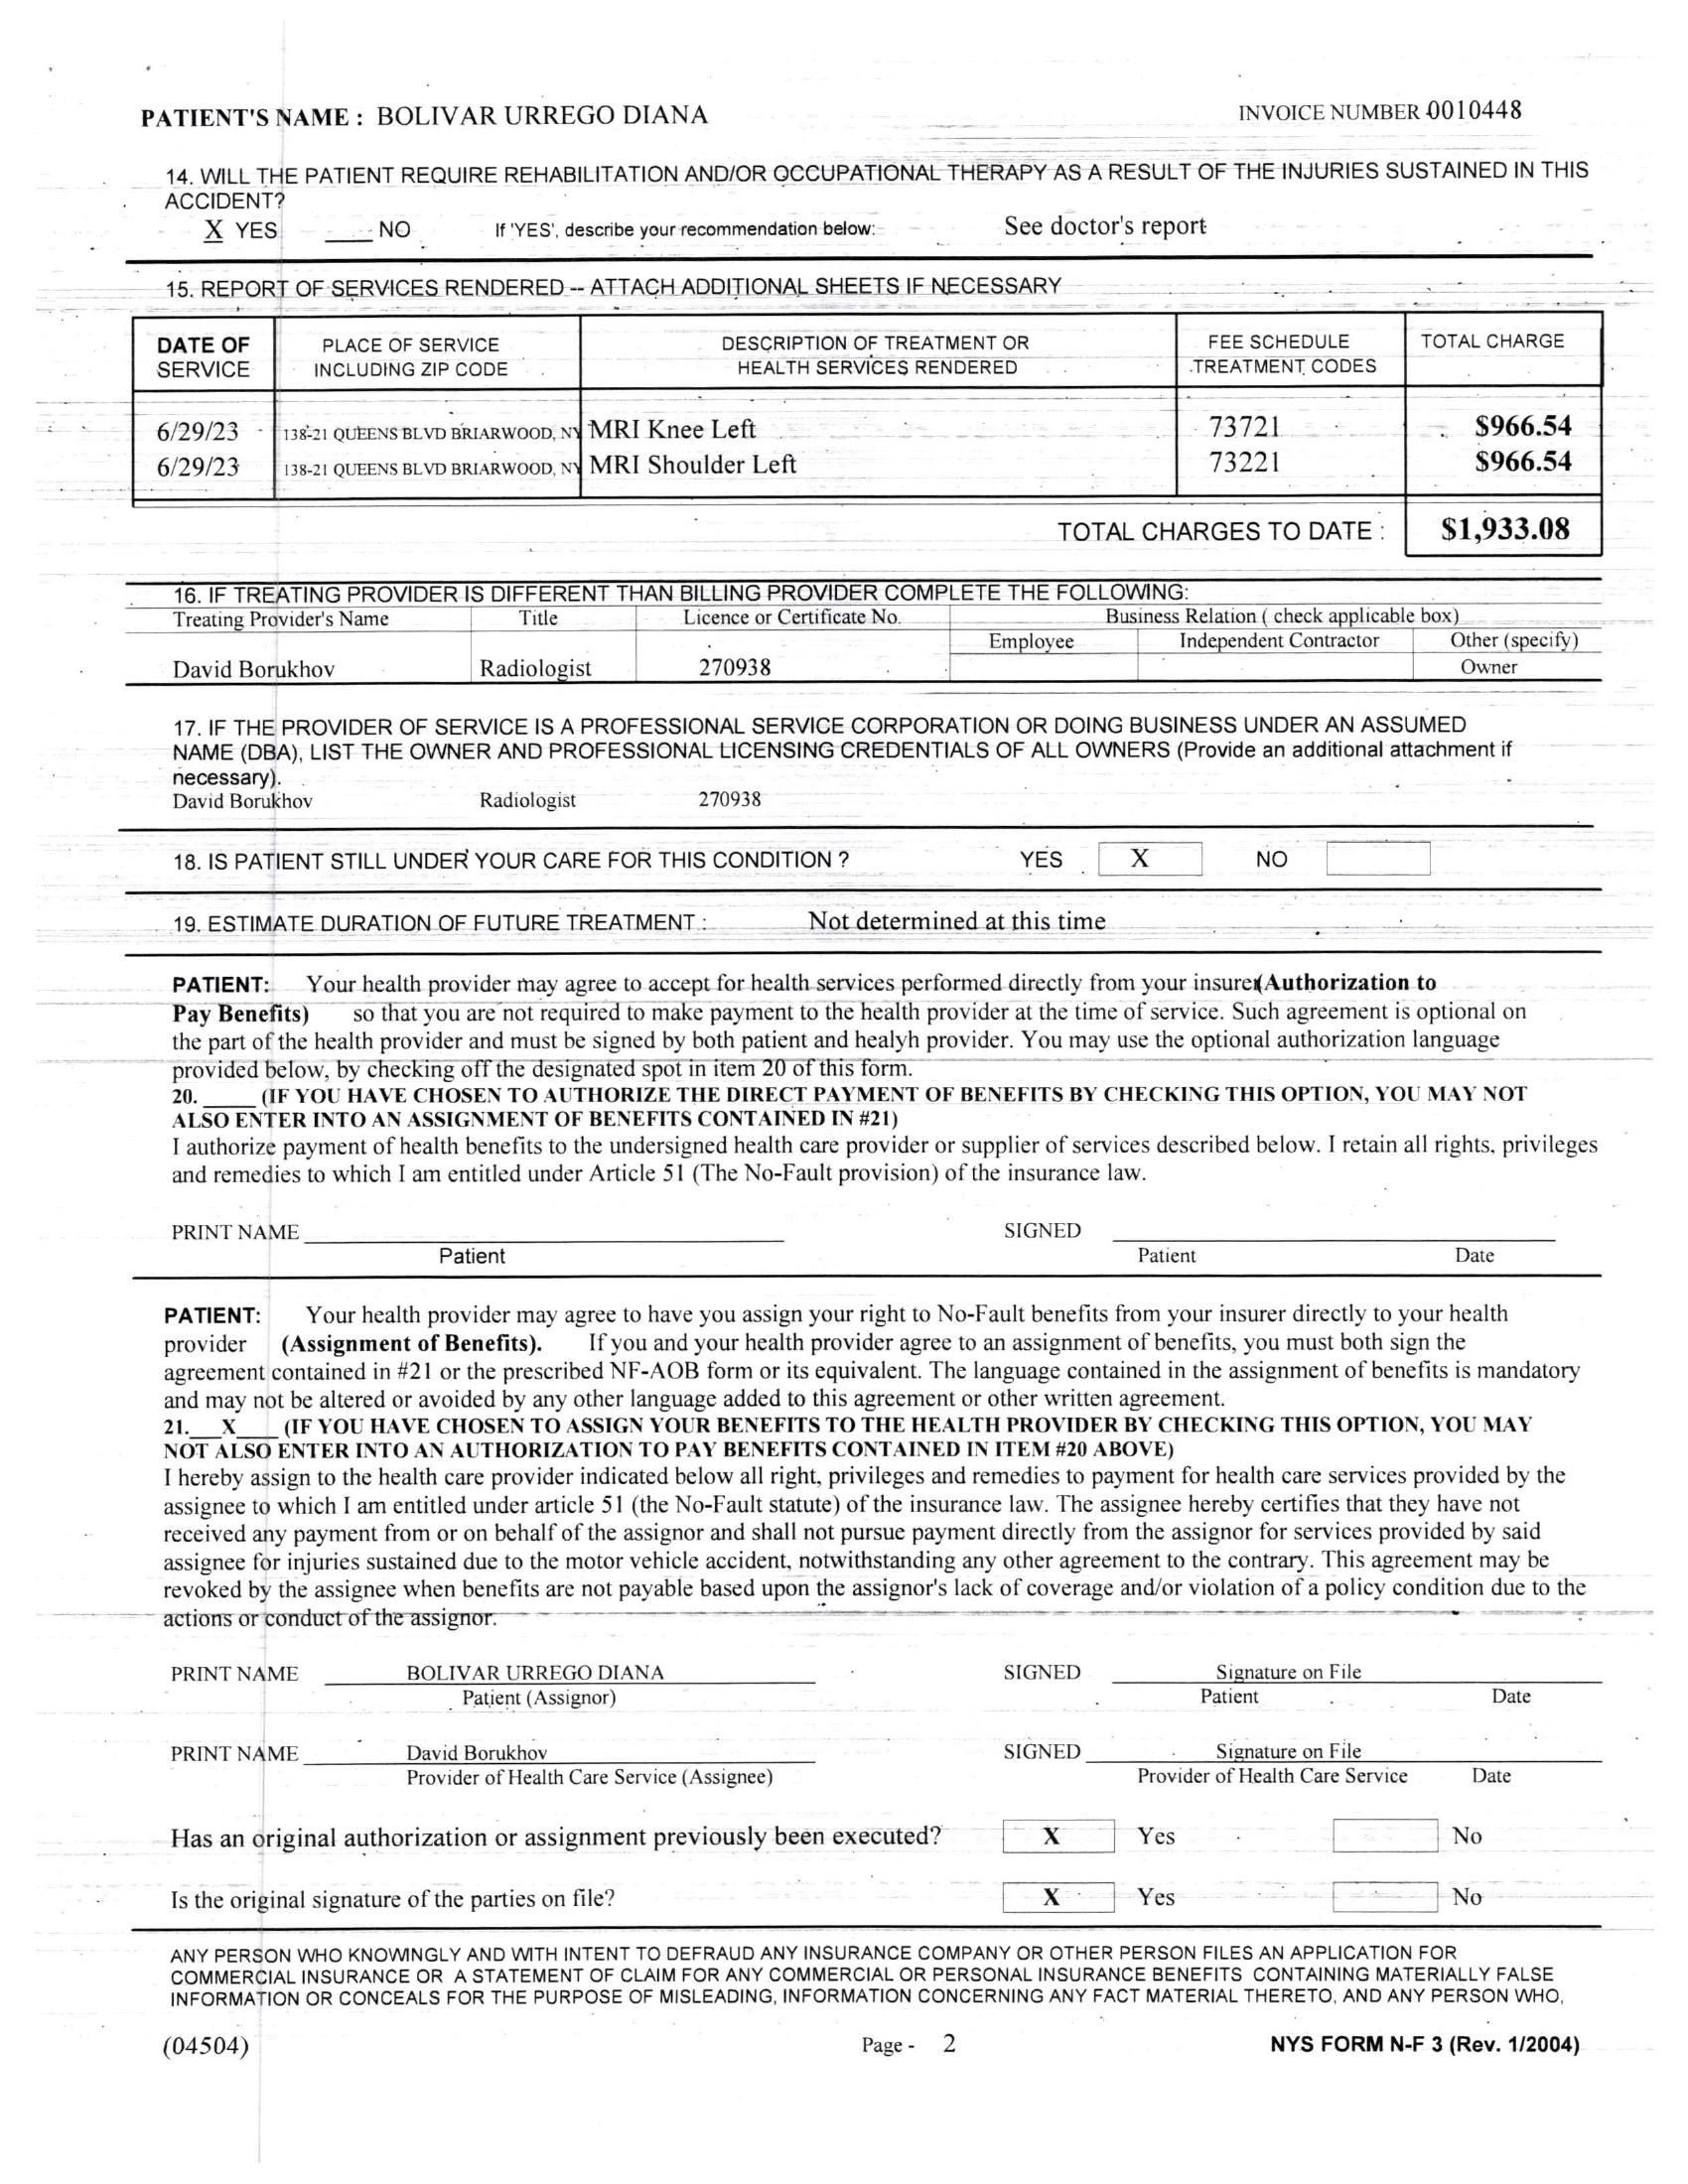 PATIENT'S NAME : BOLIVAR URREGO DIANA INVOICE NUMBER 0010448
14. WILL THE PATIENT REQUIRE REHABILITATION AND/OR OCCUPATIONAL THERAPY AS A RESULT OF THE INJURIES SUSTAINED IN THIS
ACCIDENT?
X YES ____ NO If 'YES', describe your recommendation below: See doctor's report
15. REPORT OF SERVICES RENDERED -- ATTACH ADDITIONAL SHEETS IF NECESSARY
DATE OF PLACE OF SERVICE DESCRIPTION OF TREATMENT OR FEE SCHEDULE TOTAL CHARGE
SERVICE INCLUDING ZIP CODE HEALTH SERVICES RENDERED TREATMENT CODES
6/29/23 138-21 QUEENS BLVD BRIARWOOD, NY MRI Knee Left 73721 $966.54
6/29/23 138-21 QUEENS BLVD BRIARWOOD, NY MRI Shoulder Left 73221 $966.54
TOTAL CHARGES TO DATE : $1,933.08
16. IF TREATING PROVIDER IS DIFFERENT THAN BILLING PROVIDER COMPLETE THE FOLLOWING:
Treating Provider's Name Title Licence or Certificate No. Business Relation ( check applicable box)
Employee Independent Contractor Other (specify)
David Borukhov Radiologist 270938 Owner
17. IF THE PROVIDER OF SERVICE IS A PROFESSIONAL SERVICE CORPORATION OR DOING BUSINESS UNDER AN ASSUMED
NAME (DBA), LIST THE OWNER AND PROFESSIONAL LICENSING CREDENTIALS OF ALL OWNERS (Provide an additional attachment if
necessary).
David Borukhov Radiologist 270938
18. IS PATIENT STILL UNDER YOUR CARE FOR THIS CONDITION ? YES X NO
19. ESTIMATE DURATION OF FUTURE TREATMENT : Not determined at this time
PATIENT: Your health provider may agree to accept for health services performed directly from your insurer(Authorization to
Pay Benefits) so that you are not required to make payment to the health provider at the time of service. Such agreement is optional on
the part of the health provider and must be signed by both patient and healyh provider. You may use the optional authorization language
provided below, by checking off the designated spot in item 20 of this form.
20. _____ (IF YOU HAVE CHOSEN TO AUTHORIZE THE DIRECT PAYMENT OF BENEFITS BY CHECKING THIS OPTION, YOU MAY NOT
ALSO ENTER INTO AN ASSIGNMENT OF BENEFITS CONTAINED IN #21)
I authorize payment of health benefits to the undersigned health care provider or supplier of services described below. I retain all rights, privileges
and remedies to which I am entitled under Article 51 (The No-Fault provision) of the insurance law.
PRINT NAME SIGNED
Patient Patient Date
PATIENT: Your health provider may agree to have you assign your right to No-Fault benefits from your insurer directly to your health
provider (Assignment of Benefits). If you and your health provider agree to an assignment of benefits, you must both sign the
agreement contained in #21 or the prescribed NF-AOB form or its equivalent. The language contained in the assignment of benefits is mandatory
and may not be altered or avoided by any other language added to this agreement or other written agreement.
21.___X____ (IF YOU HAVE CHOSEN TO ASSIGN YOUR BENEFITS TO THE HEALTH PROVIDER BY CHECKING THIS OPTION, YOU MAY
NOT ALSO ENTER INTO AN AUTHORIZATION TO PAY BENEFITS CONTAINED IN ITEM #20 ABOVE)
I hereby assign to the health care provider indicated below all right, privileges and remedies to payment for health care services provided by the
assignee to which I am entitled under article 51 (the No-Fault statute) of the insurance law. The assignee hereby certifies that they have not
received any payment from or on behalf of the assignor and shall not pursue payment directly from the assignor for services provided by said
assignee for injuries sustained due to the motor vehicle accident, notwithstanding any other agreement to the contrary. This agreement may be
revoked by the assignee when benefits are not payable based upon the assignor's lack of coverage and/or violation of a policy condition due to the
actions or conduct of the assignor.
PRINT NAME BOLIVAR URREGO DIANA SIGNED Signature on File
Patient (Assignor) Patient Date
PRINT NAME David Borukhov SIGNED Signature on File
Provider of Health Care Service (Assignee) Provider of Health Care Service Date
Has an original authorization or assignment previously been executed? X Yes No
Is the original signature of the parties on file? X Yes No
ANY PERSON WHO KNOWINGLY AND WITH INTENT TO DEFRAUD ANY INSURANCE COMPANY OR OTHER PERSON FILES AN APPLICATION FOR
COMMERCIAL INSURANCE OR A STATEMENT OF CLAIM FOR ANY COMMERCIAL OR PERSONAL INSURANCE BENEFITS CONTAINING MATERIALLY FALSE
INFORMATION OR CONCEALS FOR THE PURPOSE OF MISLEADING, INFORMATION CONCERNING ANY FACT MATERIAL THERETO, AND ANY PERSON WHO,
(04504) Page - 2 NYS FORM N-F 3 (Rev. 1/2004)